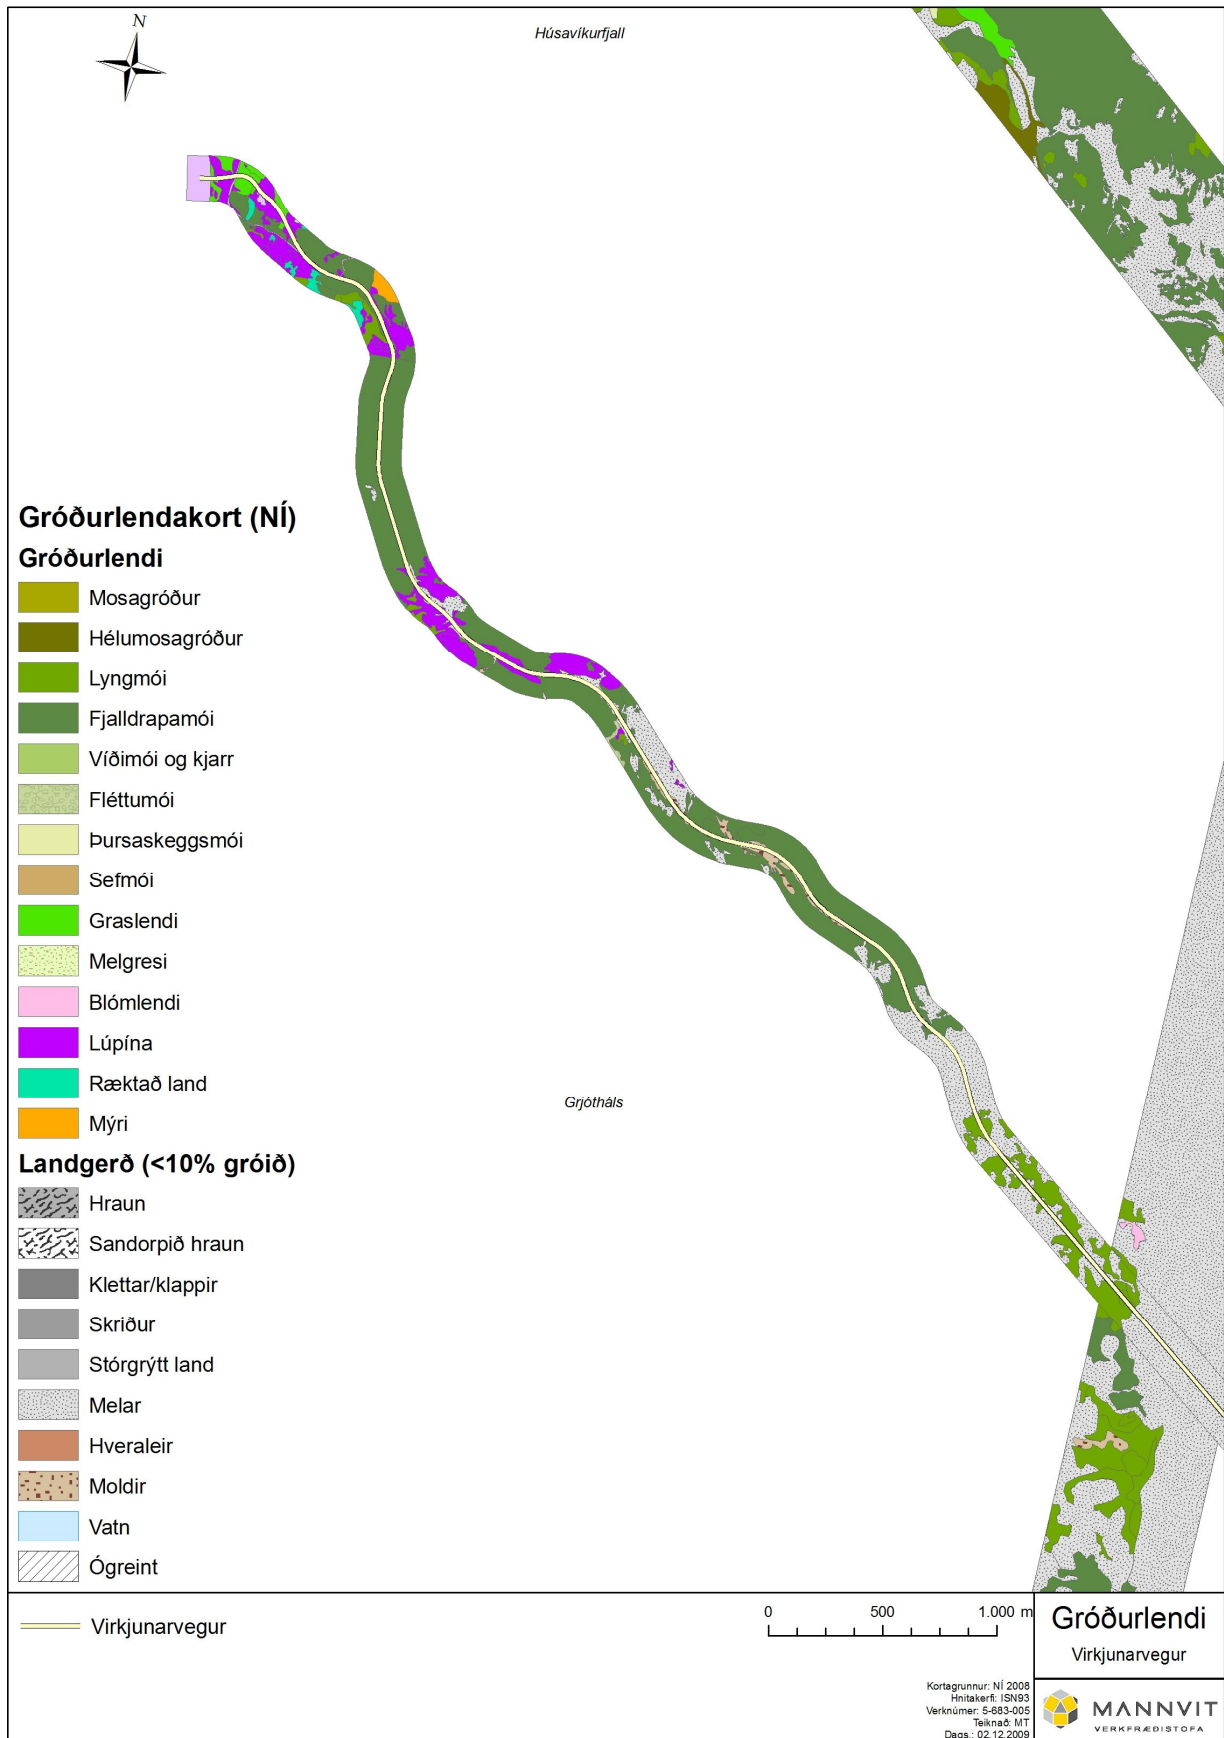 N
Húsavíkurfjall
Gróðurlendakort (NÍ)
Gróðurlendi
Mosagróður
Hélumosagróður
Lyngmói
Fjalldrapamói
Víðimói og kjarr
Fléttumói
Þursaskeggsmói
Sefmói
Graslendi
Melgresi
Blómlendi
Lúpína
Ræktað land
Mýri
Grjótháls
Landgerð (<10% gróið)
Hraun
Sandorpið hraun
Klettar/klappir
Skriður
Stórgrýtt land
Melar
Hveraleir
Moldir
Vatn
Ógreint
Virkjunarvegur
0 500 1.000 m
Gróðurlendi
Virkjunarvegur
Kortagrunnur: NÍ 2008
Hnitakerfi: ISN93
Verknúmer: 5-683-005
Teiknað: MT
Dags.: 02.12.2009
MANNVIT
VERKFRÆÐISTOFA